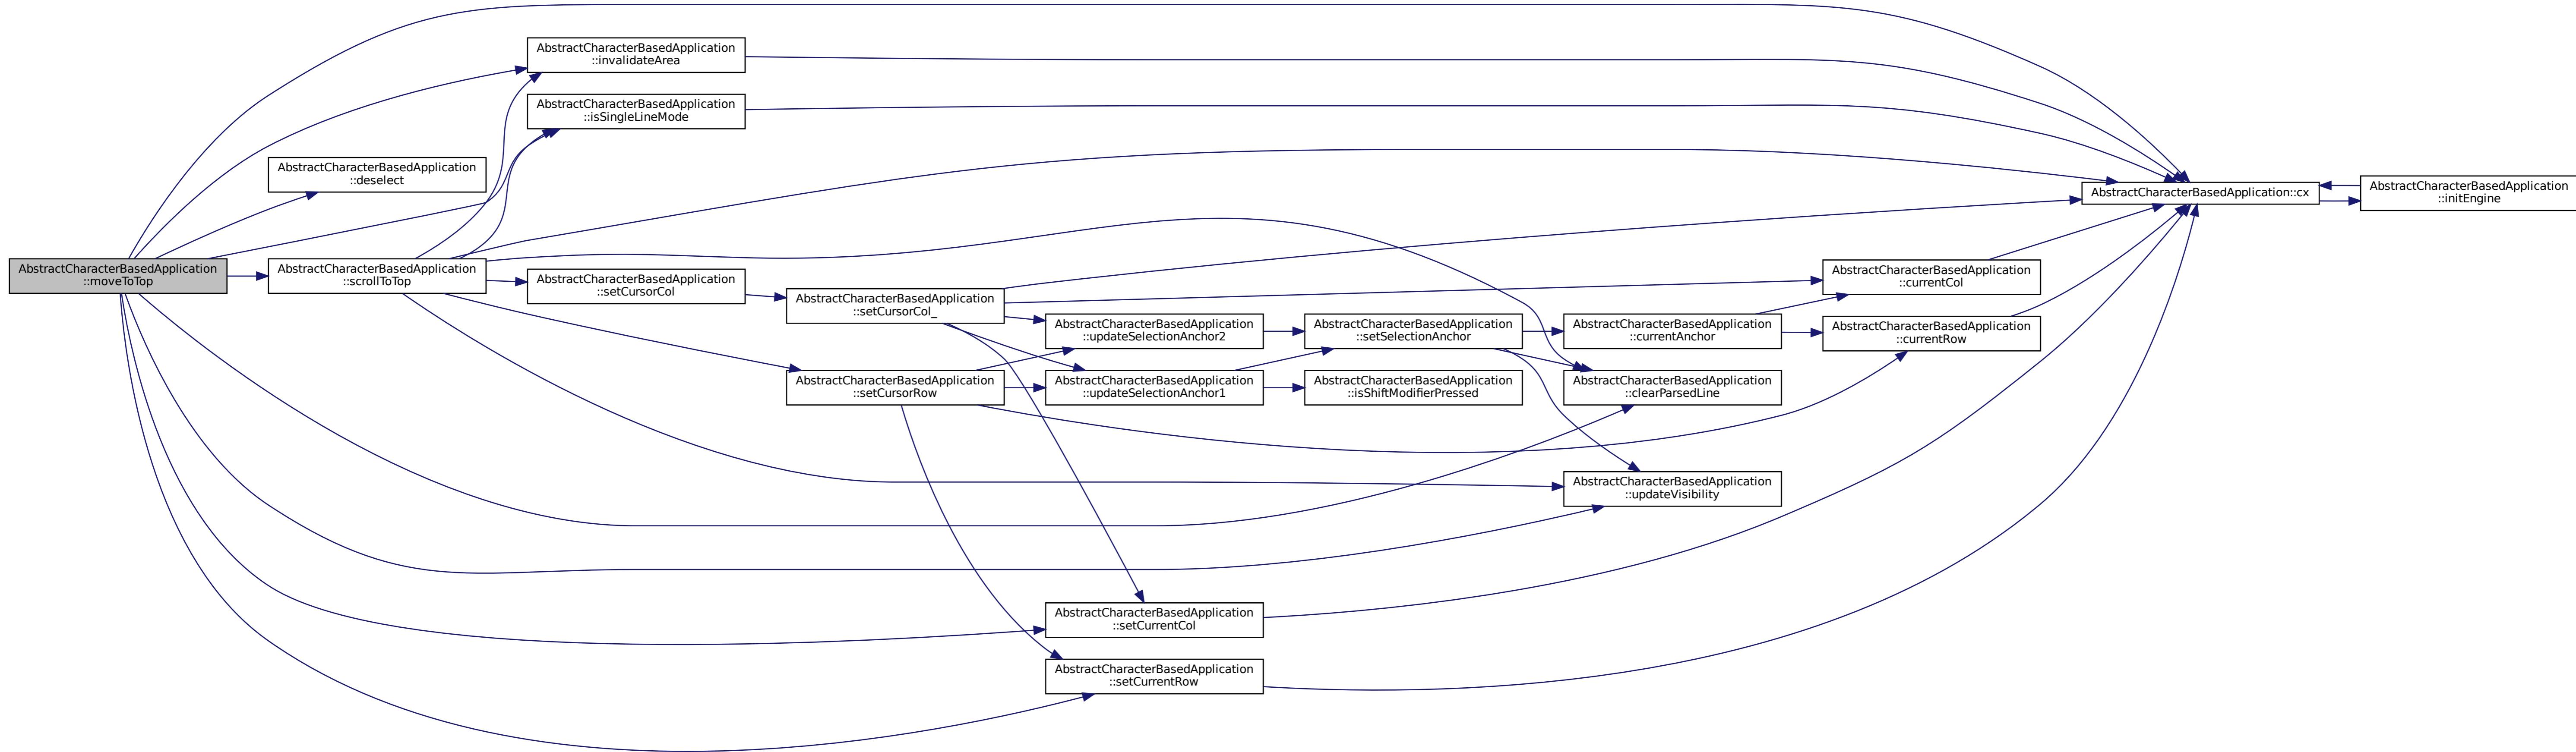 AbstractCharacterBasedApplication
::moveToTop
AbstractCharacterBasedApplication
::invalidateArea
AbstractCharacterBasedApplication
::isSingleLineMode
AbstractCharacterBasedApplication
::deselect
AbstractCharacterBasedApplication
::scrollToTop
AbstractCharacterBasedApplication
::setCursorCol
AbstractCharacterBasedApplication
::setCursorCol_
AbstractCharacterBasedApplication
::setCursorRow
AbstractCharacterBasedApplication
::updateSelectionAnchor2
AbstractCharacterBasedApplication
::updateSelectionAnchor1
AbstractCharacterBasedApplication
::setSelectionAnchor
AbstractCharacterBasedApplication
::isShiftModifierPressed
AbstractCharacterBasedApplication
::currentAnchor
AbstractCharacterBasedApplication
::clearParsedLine
AbstractCharacterBasedApplication
::updateVisibility
AbstractCharacterBasedApplication
::setCurrentCol
AbstractCharacterBasedApplication
::setCurrentRow
AbstractCharacterBasedApplication
::currentCol
AbstractCharacterBasedApplication
::currentRow
AbstractCharacterBasedApplication::cx
AbstractCharacterBasedApplication
::initEngine